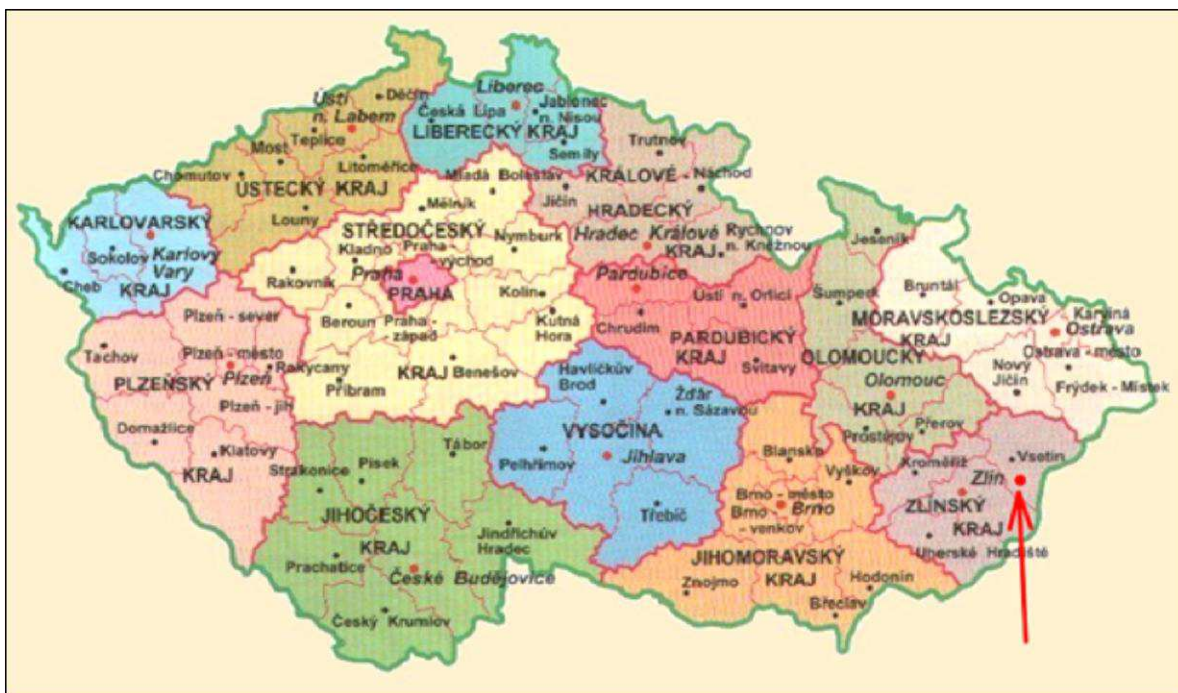 Děčín
Ústí
n. Labem
Teplice
Most
Litoměřice
Chomutov
ÚSTECKÝ KRAJ
Louny
Liberec
Česká Lípa
Jablonec
n. Nisou
LIBERECKÝ KRAJ
Semily
Trutnov
KRÁLOVÉ -
Náchod
Jičín
HRADECKÝ
Hradec Králové
Rychnov
n. Kněžnou
KRAJ
KARLOVARSKÝ
Sokolov
Karlovy
Vary
Cheb
KRAJ
Mladá Boleslav
Mělník
STŘEDOČESKÝ
Nymburk
Kladno
Praha -
východ
Rakovník
Praha
PRAHA
Kolín
Beroun
Praha -
západ
Kutná
Hora
KRAJ
Benešov
Příbram
Pardubice
Ústí n. Orlicí
Chrudim
PARDUBICKÝ
KRAJ
Svitavy
Jeseník
Šumperk
OLOMOUCKÝ
Olomouc
KRAJ
Prostějov
Přerov
Bruntál
Opava
Karviná
MORAVSKOSLEZSKÝ
Ostrava
KRAJ
Ostrava - město
Nový
Jičín
Frýdek - Místek
Plzeň - sever
Tachov
Plzeň - město
PLZEŇSKÝ
Plzeň
Rokycany
Plzeň - jih
Domažlice
Klatovy
KRAJ
Havlíčkův
Brod
Žďár
n. Sázavou
VYSOČINA
Pelhřimov
Jihlava
Třebíč
Tábor
Strakonice
Písek
JIHOČESKÝ
Jindřichův
Hradec
KRAJ
Prachatice
České Budějovice
Český Krumlov
Blansko
Vyškov
Brno - město
Brno
- venkov
Brno
JIHOMORAVSKÝ
KRAJ
Znojmo
Hodonín
Břeclav
Kroměříž
Vsetín
Zlín
ZLÍNSKÝ
KRAJ
Uherské Hradiště